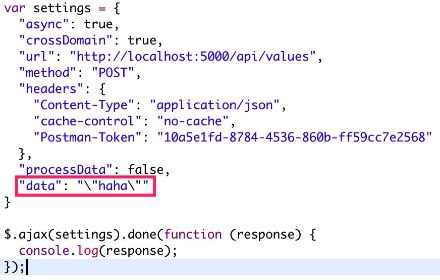 var settings = {
  "async": true,
  "crossDomain": true,
  "url": "http://localhost:5000/api/values",
  "method": "POST",
  "headers": {
    "Content-Type": "application/json",
    "cache-control": "no-cache",
    "Postman-Token": "10a5e1fd-8784-4536-860b-ff59cc7e2568"
  },
  "processData": false,
  "data": "\"haha\""
}

$.ajax(settings).done(function (response) {
  console.log(response);
});